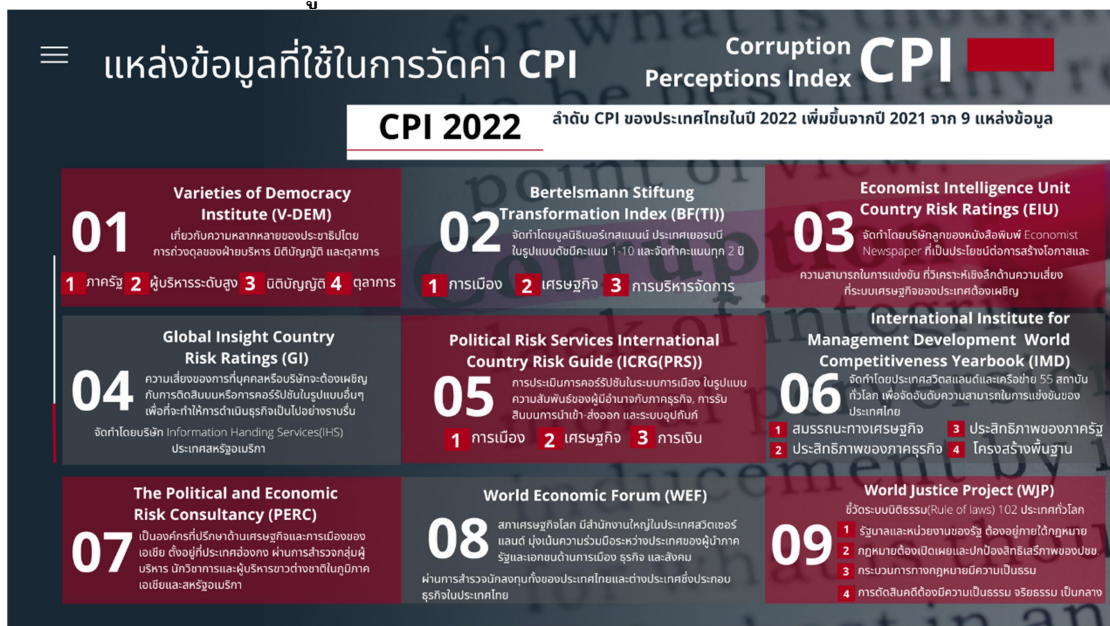 แหล่งข้อมูลที่ใช้ในการวัดค่า CPI
Corruption
Perceptions Index
CPI
CPI 2022
ลำดับ CPI ของประเทศไทยในปี 2022 เพิ่มขึ้นจากปี 2021 จาก 9 แหล่งข้อมูล
01
Varieties of Democracy
Institute (V-DEM)
เกี่ยวกับความหลากหลายของประชาธิปไตย
การถ่วงดุลของฝ่ายบริหาร นิติบัญญัติ และตุลาการ
1 ภาครัฐ 2 ผู้บริหารระดับสูง 3 นิติบัญญัติ 4 ตุลาการ
02
Bertelsmann Stiftung
Transformation Index (BF(TI))
จัดทำโดยมูลนิธิเบอร์เทลแมนน์ ประเทศเยอรมนี
ในรูปแบบดัชนีคะแนน 1-10 และจัดทำคะแนนทุก 2 ปี
1 การเมือง 2 เศรษฐกิจ 3 การบริหารจัดการ
03
Economist Intelligence Unit
Country Risk Ratings (EIU)
จัดทำโดยบริษัทลูกของหนังสือพิมพ์ Economist
Newspaper ที่เป็นประโยชน์ต่อการสร้างโอกาสและ
ความสามารถในการแข่งขัน ที่วิเคราะห์เชิงลึกด้านความเสี่ยง
ที่ระบบเศรษฐกิจของประเทศต้องเผชิญ
04
Global Insight Country
Risk Ratings (GI)
ความเสี่ยงของการที่บุคคลหรือบริษัทจะต้องเผชิญ
กับการติดสินบนหรือการคอร์รัปชันในรูปแบบอื่นๆ
เพื่อที่จะทำให้การดำเนินธุรกิจเป็นไปอย่างราบรื่น
จัดทำโดยบริษัท Information Handing Services(IHS)
ประเทศสหรัฐอเมริกา
05
Political Risk Services International
Country Risk Guide (ICRG(PRS))
การประเมินการคอร์รัปชันในระบบการเมือง ในรูปแบบ
ความสัมพันธ์ของผู้มีอำนาจกับภาคธุรกิจ, การรับ
สินบนการนำเข้า-ส่งออก และระบบอุปถัมภ์
1 การเมือง 2 เศรษฐกิจ 3 การเงิน
06
International Institute for
Management Development World
Competitiveness Yearbook (IMD)
จัดทำโดยประเทศสวิตสแลนด์และเครือข่าย 55 สถาบัน
ทั่วโลก เพื่อจัดอันดับความสามารถในการแข่งขันของ
ประเทศไทย
1 สมรรถนะทางเศรษฐกิจ 3 ประสิทธิภาพของภาครัฐ
2 ประสิทธิภาพของภาคธุรกิจ 4 โครงสร้างพื้นฐาน
07
The Political and Economic
Risk Consultancy (PERC)
เป็นองค์กรที่ปรึกษาด้านเศรษฐกิจและการเมืองของ
เอเชีย ตั้งอยู่ที่ประเทศฮ่องกง ผ่านการสำรวจกลุ่มผู้
บริหาร นักวิชาการและผู้บริหารชาวต่างชาติในภูมิภาค
เอเชียและสหรัฐอเมริกา
08
World Economic Forum (WEF)
สภาเศรษฐกิจโลก มีสำนักงานใหญ่ในประเทศสวิตเซอร์
แลนด์ มุ่งเน้นความร่วมมือระหว่างประเทศของผู้นำภาค
รัฐและเอกชนด้านการเมือง ธุรกิจ และสังคม
ผ่านการสำรวจนักลงทุนทั้งของประเทศไทยและต่างประเทศซึ่งประกอบ
ธุรกิจในประเทศไทย
09
World Justice Project (WJP)
ชี้วัดระบบนิติธรรม(Rule of laws) 102 ประเทศทั่วโลก
1 รัฐบาลและหน่วยงานของรัฐ ต้องอยู่ภายใต้กฎหมาย
2 กฎหมายต้องเปิดเผยและปกป้องสิทธิเสรีภาพของปชช.
3 กระบวนการทางกฎหมายมีความเป็นธรรม
4 การตัดสินคดีต้องมีความเป็นธรรม จริยธรรม เป็นกลาง